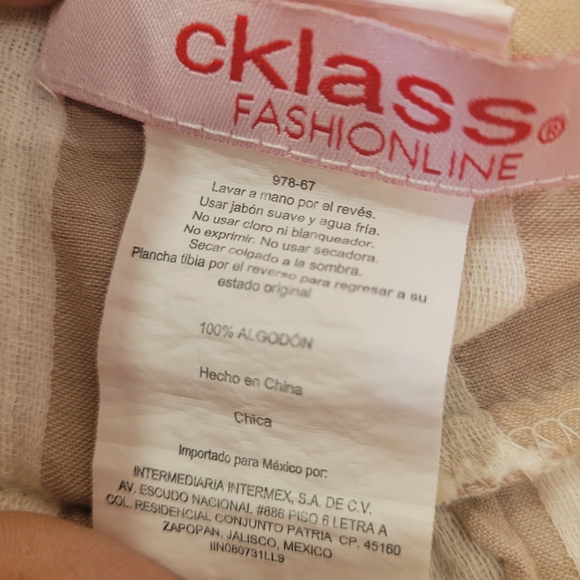 cklass®
FASHIONLINE
978-67
Lavar a mano por el revés.
Usar jabón suave y agua fría.
No usar cloro ni blanqueador.
No exprimir. No usar secadora.
Secar colgado a la sombra.
Plancha tibia por el reverso para regresar a su
estado original
100% ALGODÓN
Hecho en China
Chica
Importado para México por:
INTERMEDIARIA INTERMEX, S.A. DE C.V.
AV. ESCUDO NACIONAL #886 PISO 6 LETRA A
COL. RESIDENCIAL CONJUNTO PATRIA CP. 45160
ZAPOPAN, JALISCO, MEXICO
IIN080731LL9